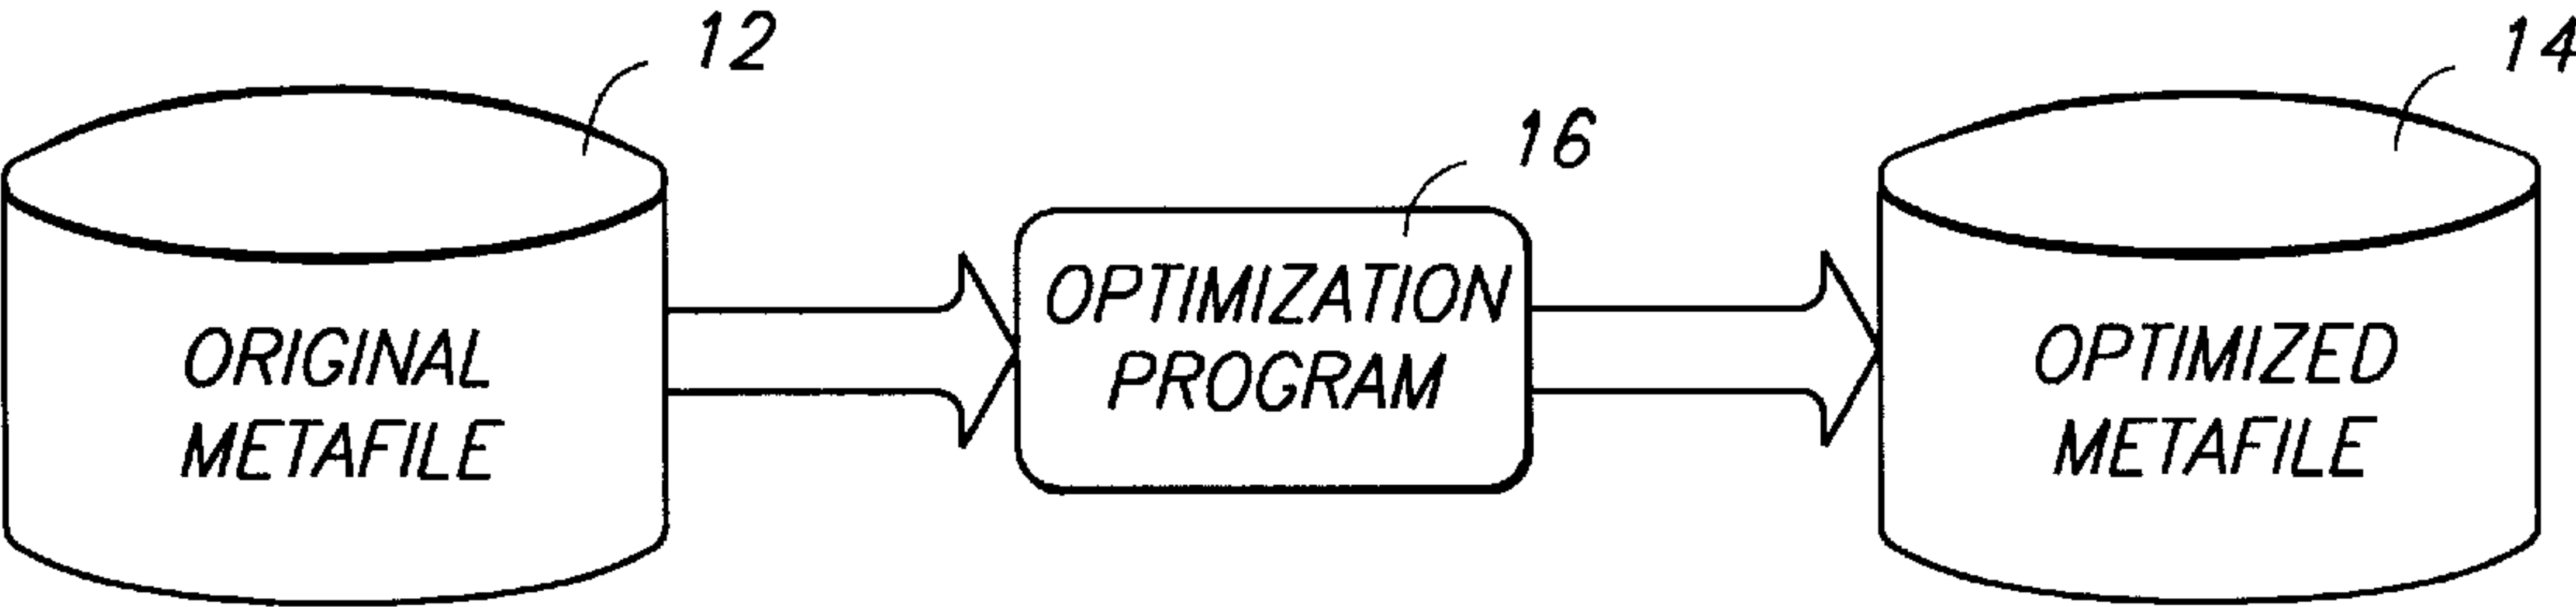 12
14
16
ORIGINAL
METAFILE
OPTIMIZATION
PROGRAM
OPTIMIZED
METAFILE